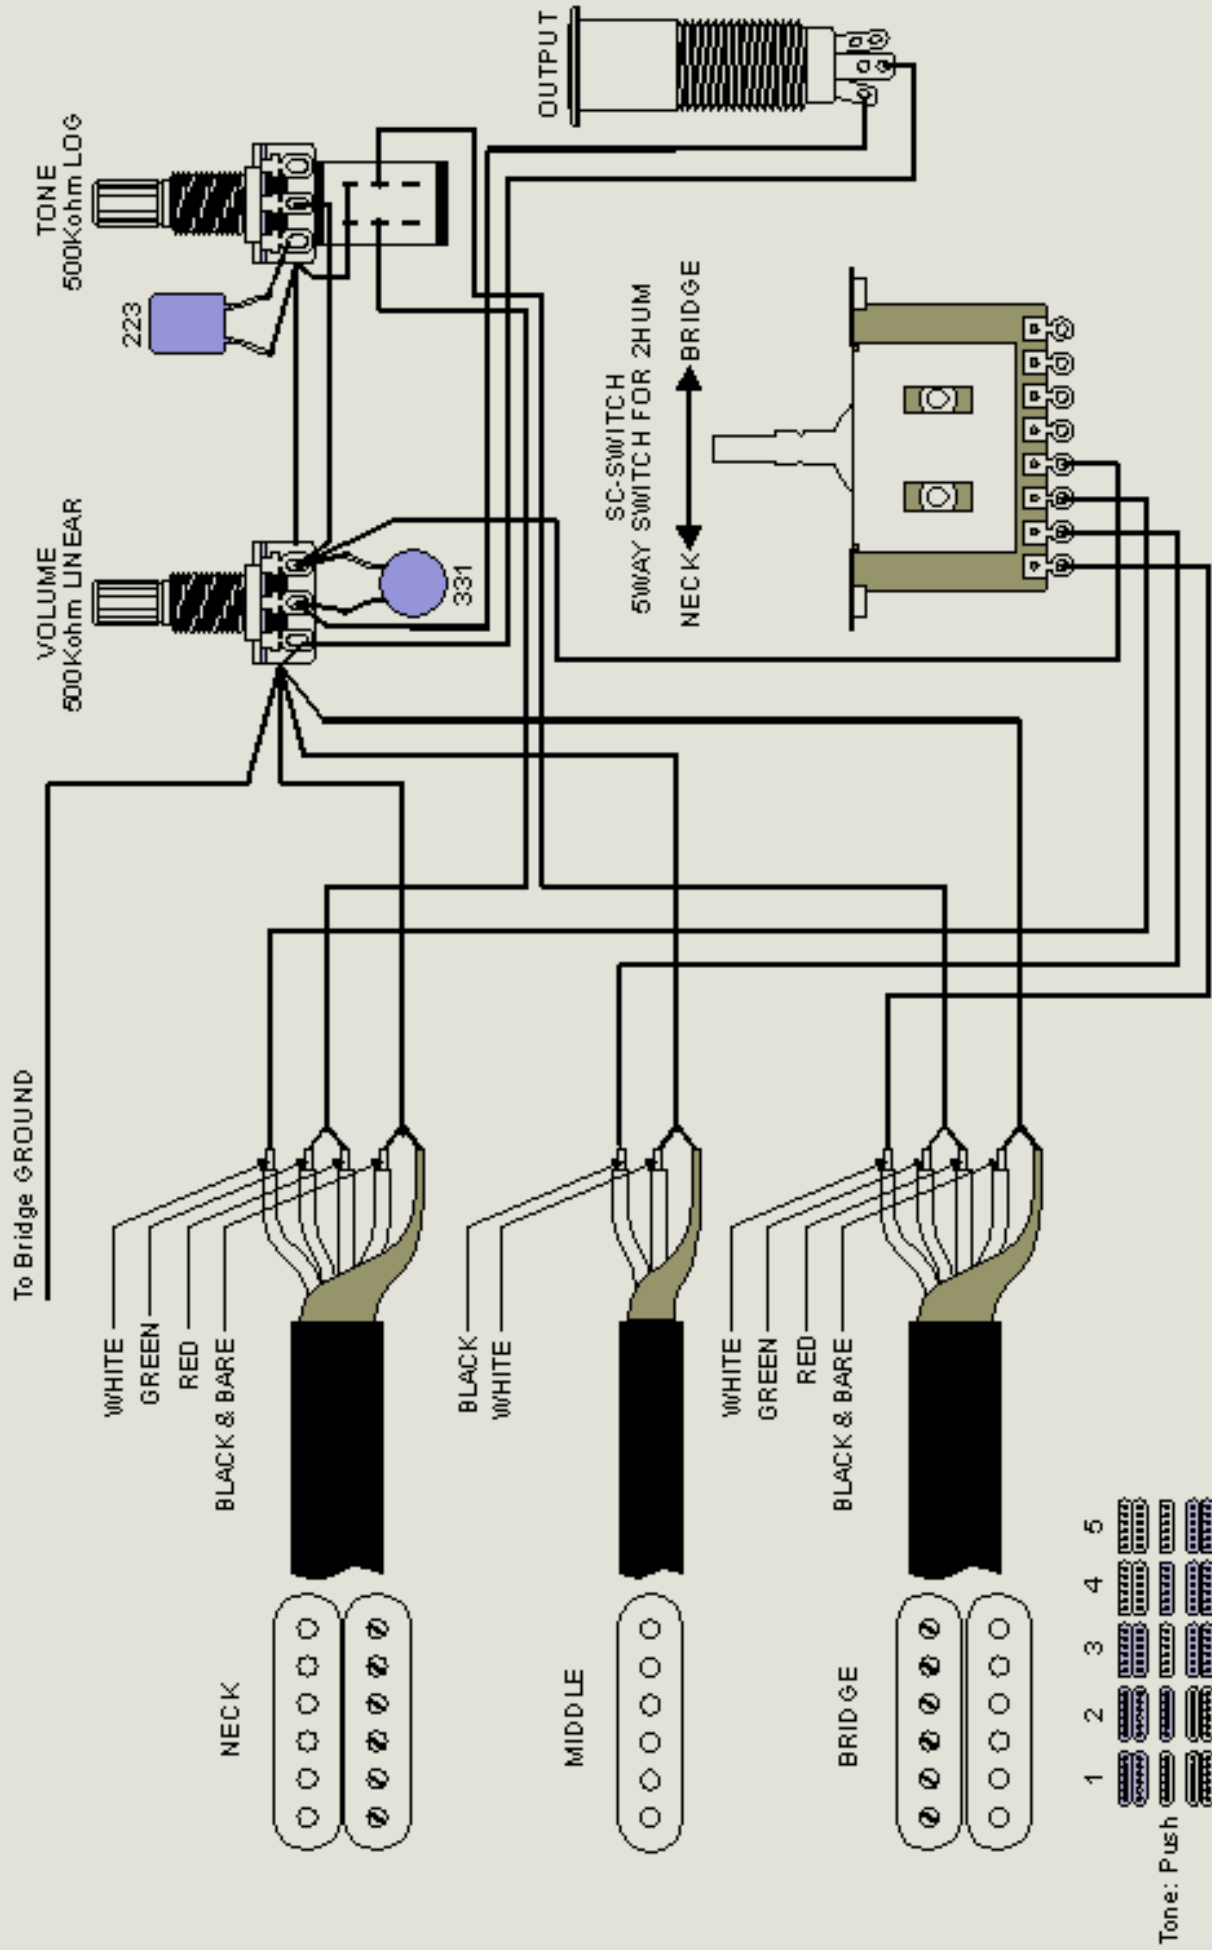 To Bridge GROUND
VOLUME
500Kohm LINEAR
TONE
500Kohm LOG
223
331
OUTPUT
SC-SWITCH
5WAY SWITCH FOR 2HUM
NECK
BRIDGE
NECK
WHITE
GREEN
RED
BLACK & BARE
MIDDLE
BLACK
WHITE
BRIDGE
WHITE
GREEN
RED
BLACK & BARE
1 2 3 4 5
Tone: Push